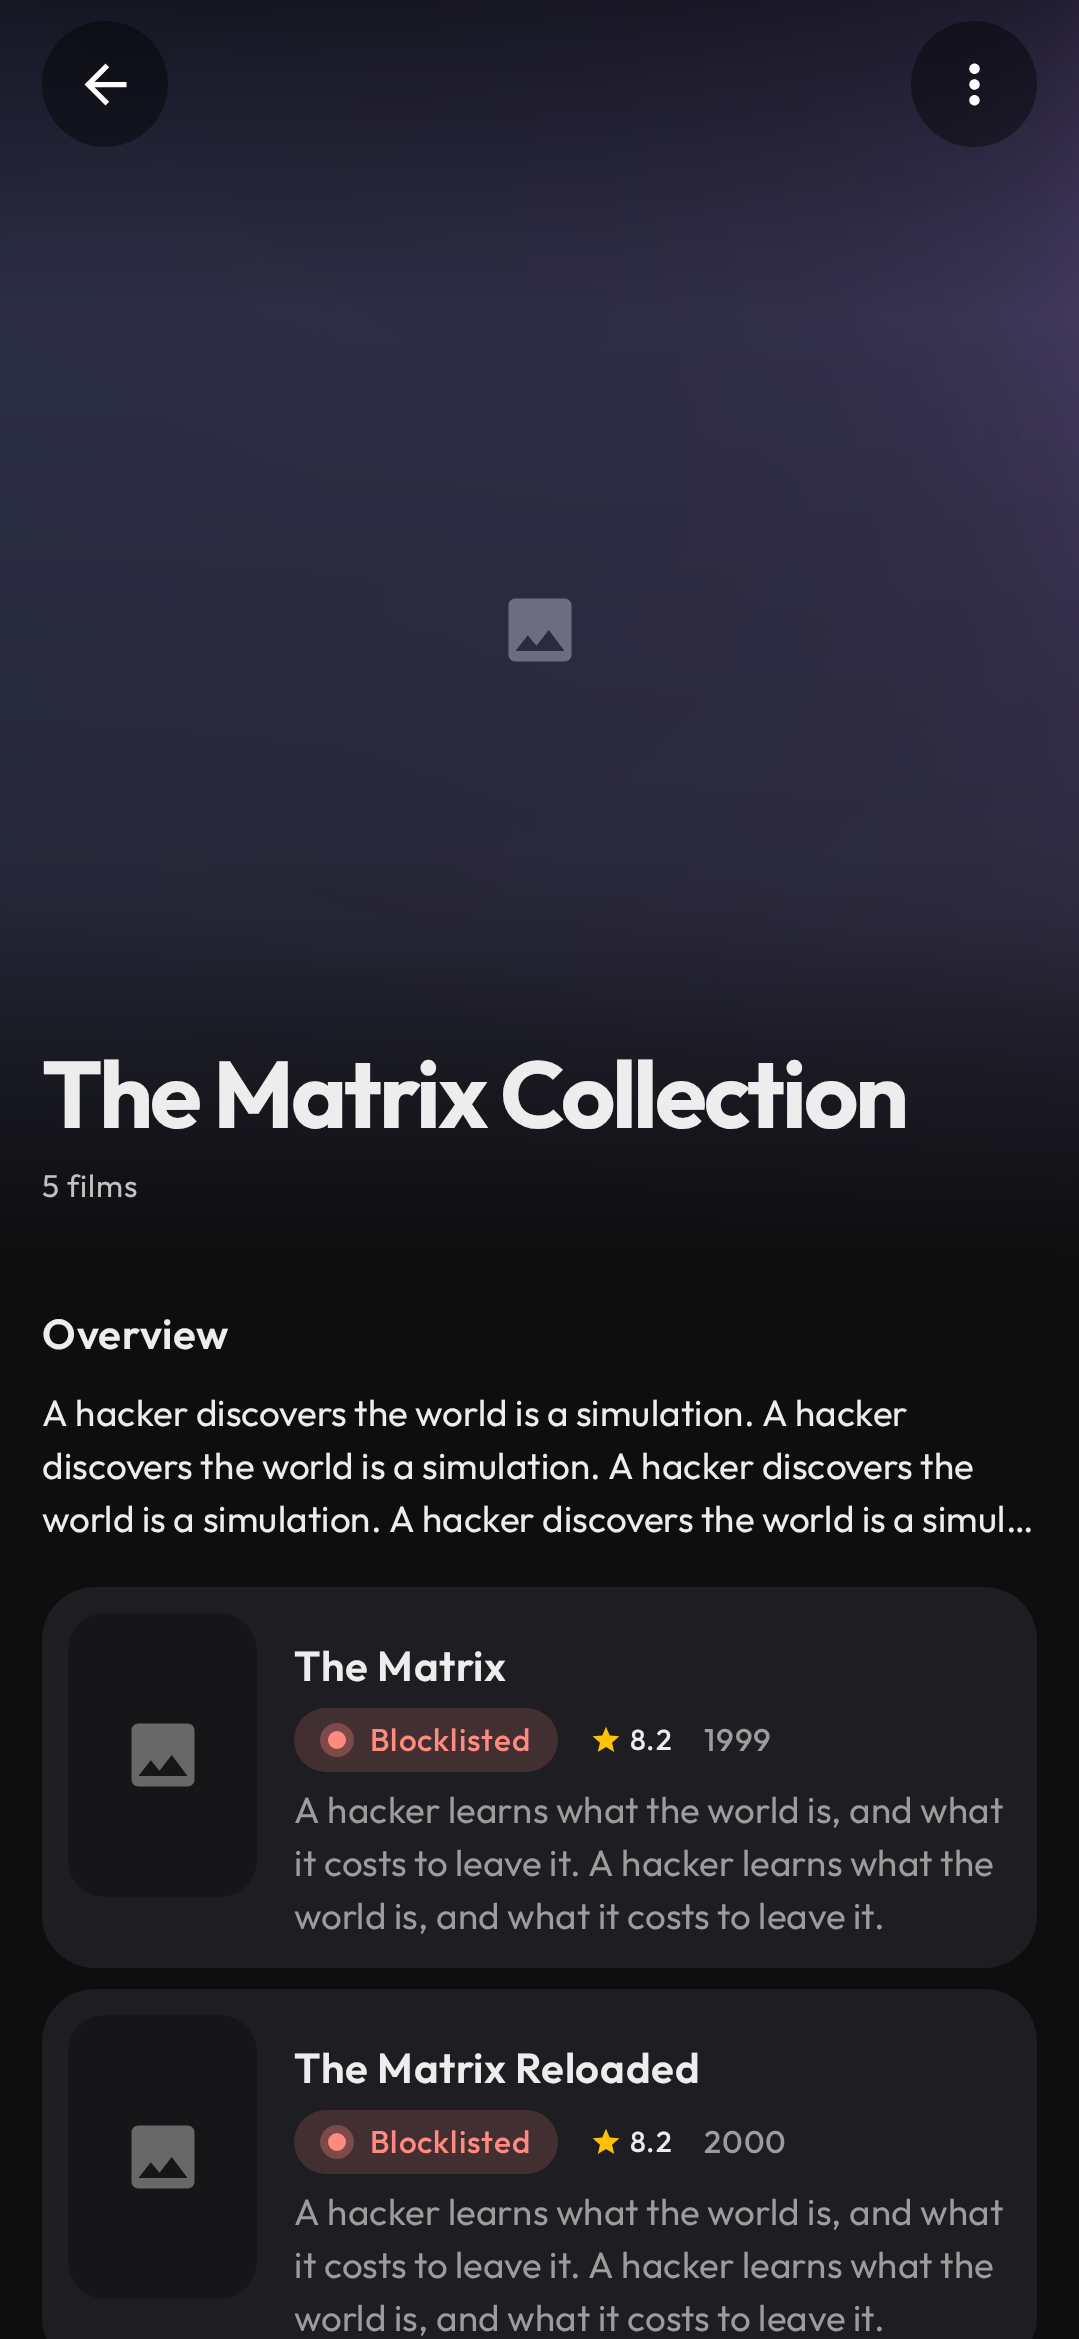 The Matrix Collection
5 films
Overview
A hacker discovers the world is a simulation. A hacker
discovers the world is a simulation. A hacker discovers the
world is a simulation. A hacker discovers the world is a simul...
The Matrix
Blocklisted 8.2 1999
A hacker learns what the world is, and what
it costs to leave it. A hacker learns what the
world is, and what it costs to leave it.
The Matrix Reloaded
Blocklisted 8.2 2000
A hacker learns what the world is, and what
it costs to leave it. A hacker learns what the
world is, and what it costs to leave it.